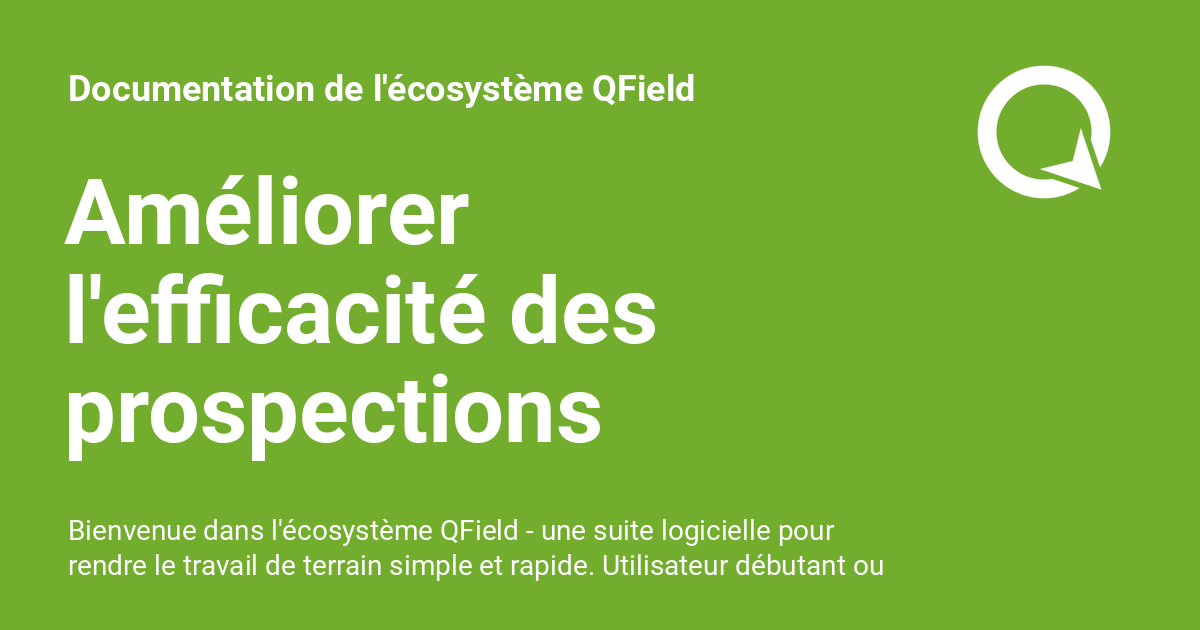 Documentation de l'écosystème QField
Améliorer
l'efficacité des
prospections
Bienvenue dans l'écosystème QField - une suite logicielle pour
rendre le travail de terrain simple et rapide. Utilisateur débutant ou